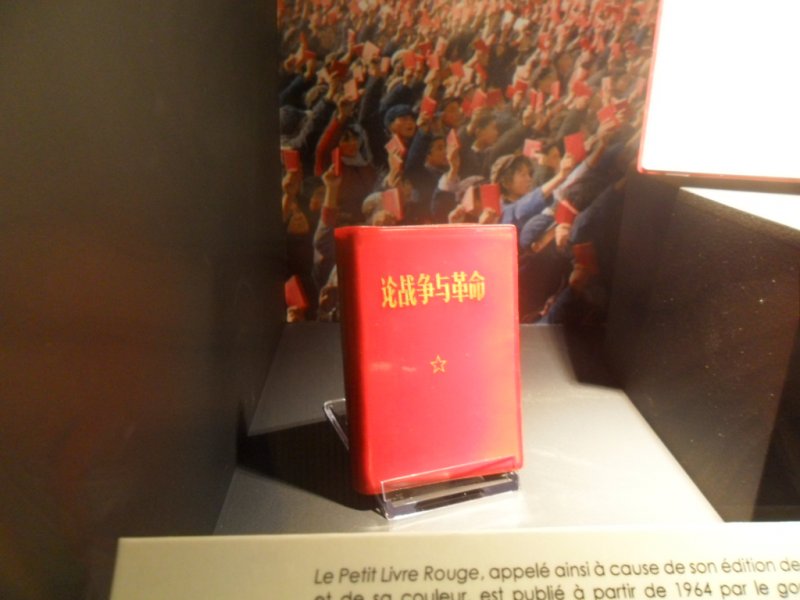 论战争与革命
Le Petit Livre Rouge, appelé ainsi à cause de son édition de
et de sa couleur, est publié à partir de 1964 par le